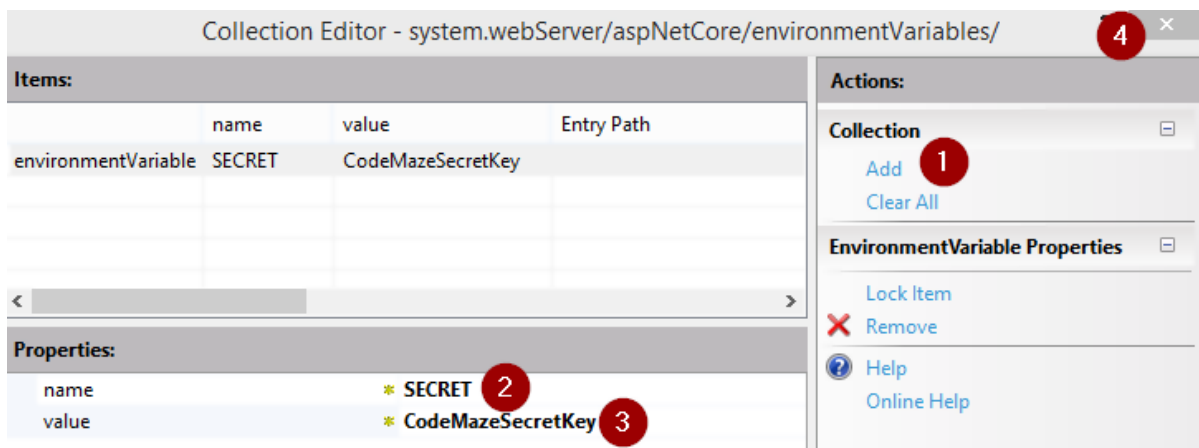 Collection Editor - system.webServer/aspNetCore/environmentVariables/
4
×
Items:
name value Entry Path
environmentVariable SECRET CodeMazeSecretKey
Properties:
name * SECRET 2
value * CodeMazeSecretKey 3
Actions:
Collection
Add 1
Clear All
EnvironmentVariable Properties
Lock Item
Remove
Help
Online Help